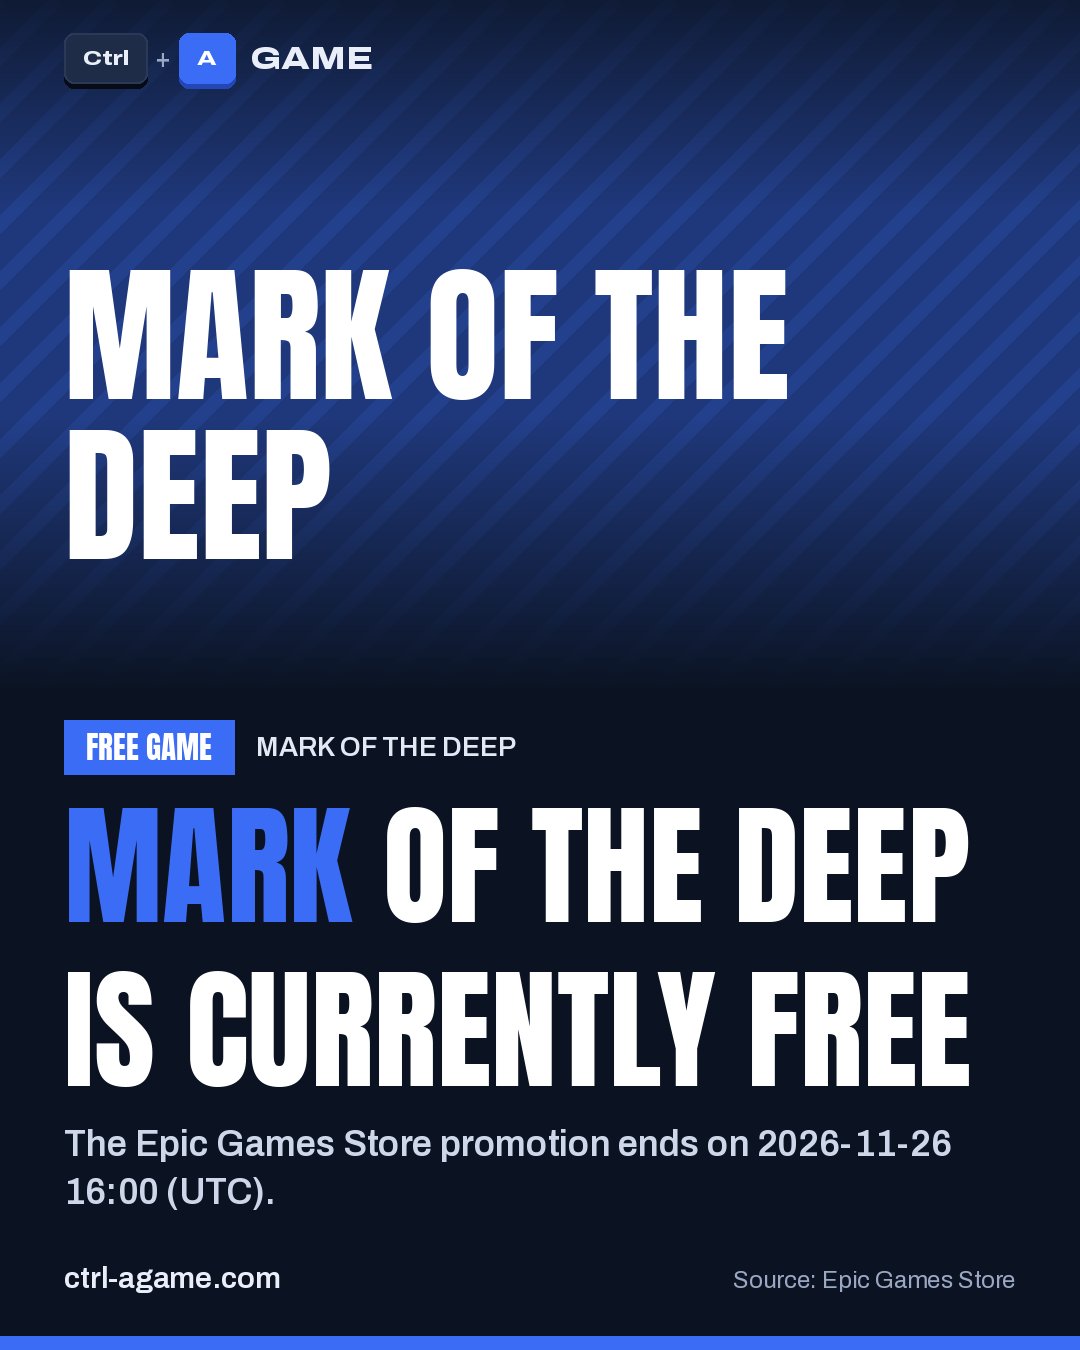 Ctrl + A GAME
MARK OF THE
DEEP
FREE GAME MARK OF THE DEEP
MARK OF THE DEEP
IS CURRENTLY FREE
The Epic Games Store promotion ends on 2026-11-26
16:00 (UTC).
ctrl-agame.com Source: Epic Games Store